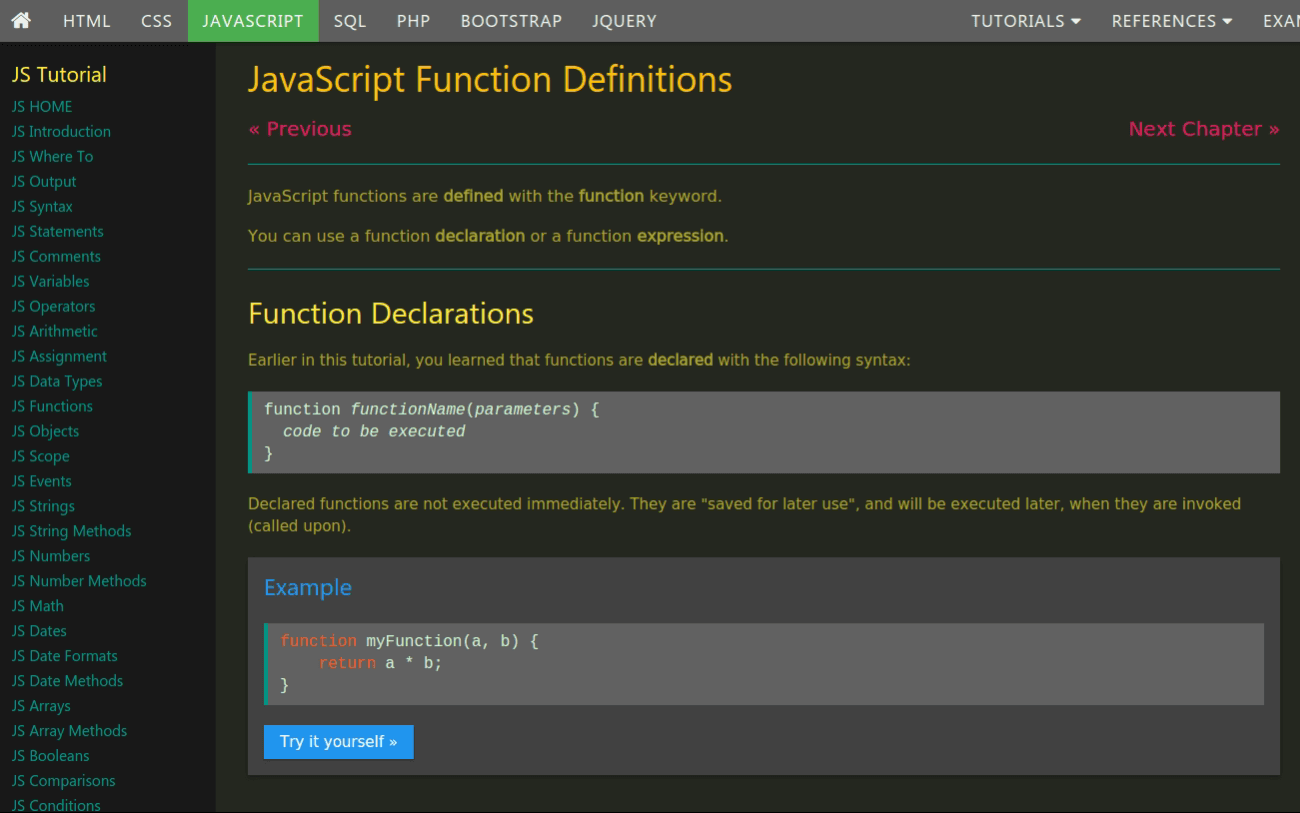 HTML CSS JAVASCRIPT SQL PHP BOOTSTRAP JQUERY TUTORIALS REFERENCES
JS Tutorial
JS HOME
JS Introduction
JS Where To
JS Output
JS Syntax
JS Statements
JS Comments
JS Variables
JS Operators
JS Arithmetic
JS Assignment
JS Data Types
JS Functions
JS Objects
JS Scope
JS Events
JS Strings
JS String Methods
JS Numbers
JS Number Methods
JS Math
JS Dates
JS Date Formats
JS Date Methods
JS Arrays
JS Array Methods
JS Booleans
JS Comparisons
JS Conditions
JavaScript Function Definitions
« Previous Next Chapter »
JavaScript functions are defined with the function keyword.
You can use a function declaration or a function expression.
Function Declarations
Earlier in this tutorial, you learned that functions are declared with the following syntax:
function functionName(parameters) {
  code to be executed
}
Declared functions are not executed immediately. They are "saved for later use", and will be executed later, when they are invoked
(called upon).
Example
function myFunction(a, b) {
    return a * b;
}
Try it yourself »